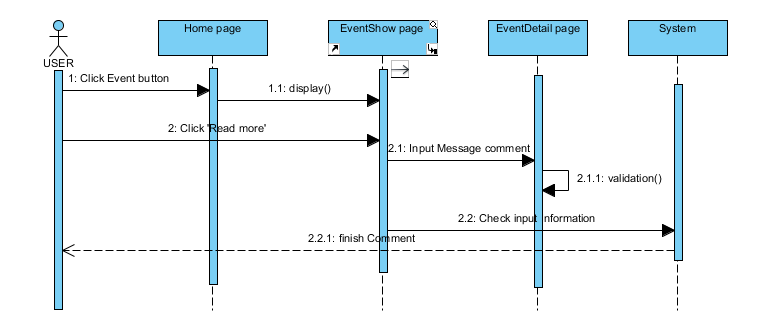 Home page
EventShow page
EventDetail page
System
USER
1: Click Event button
1.1: display()
2: Click 'Read more'
2.1: Input Message comment
2.1.1: validation()
2.2: Check input information
2.2.1: finish Comment